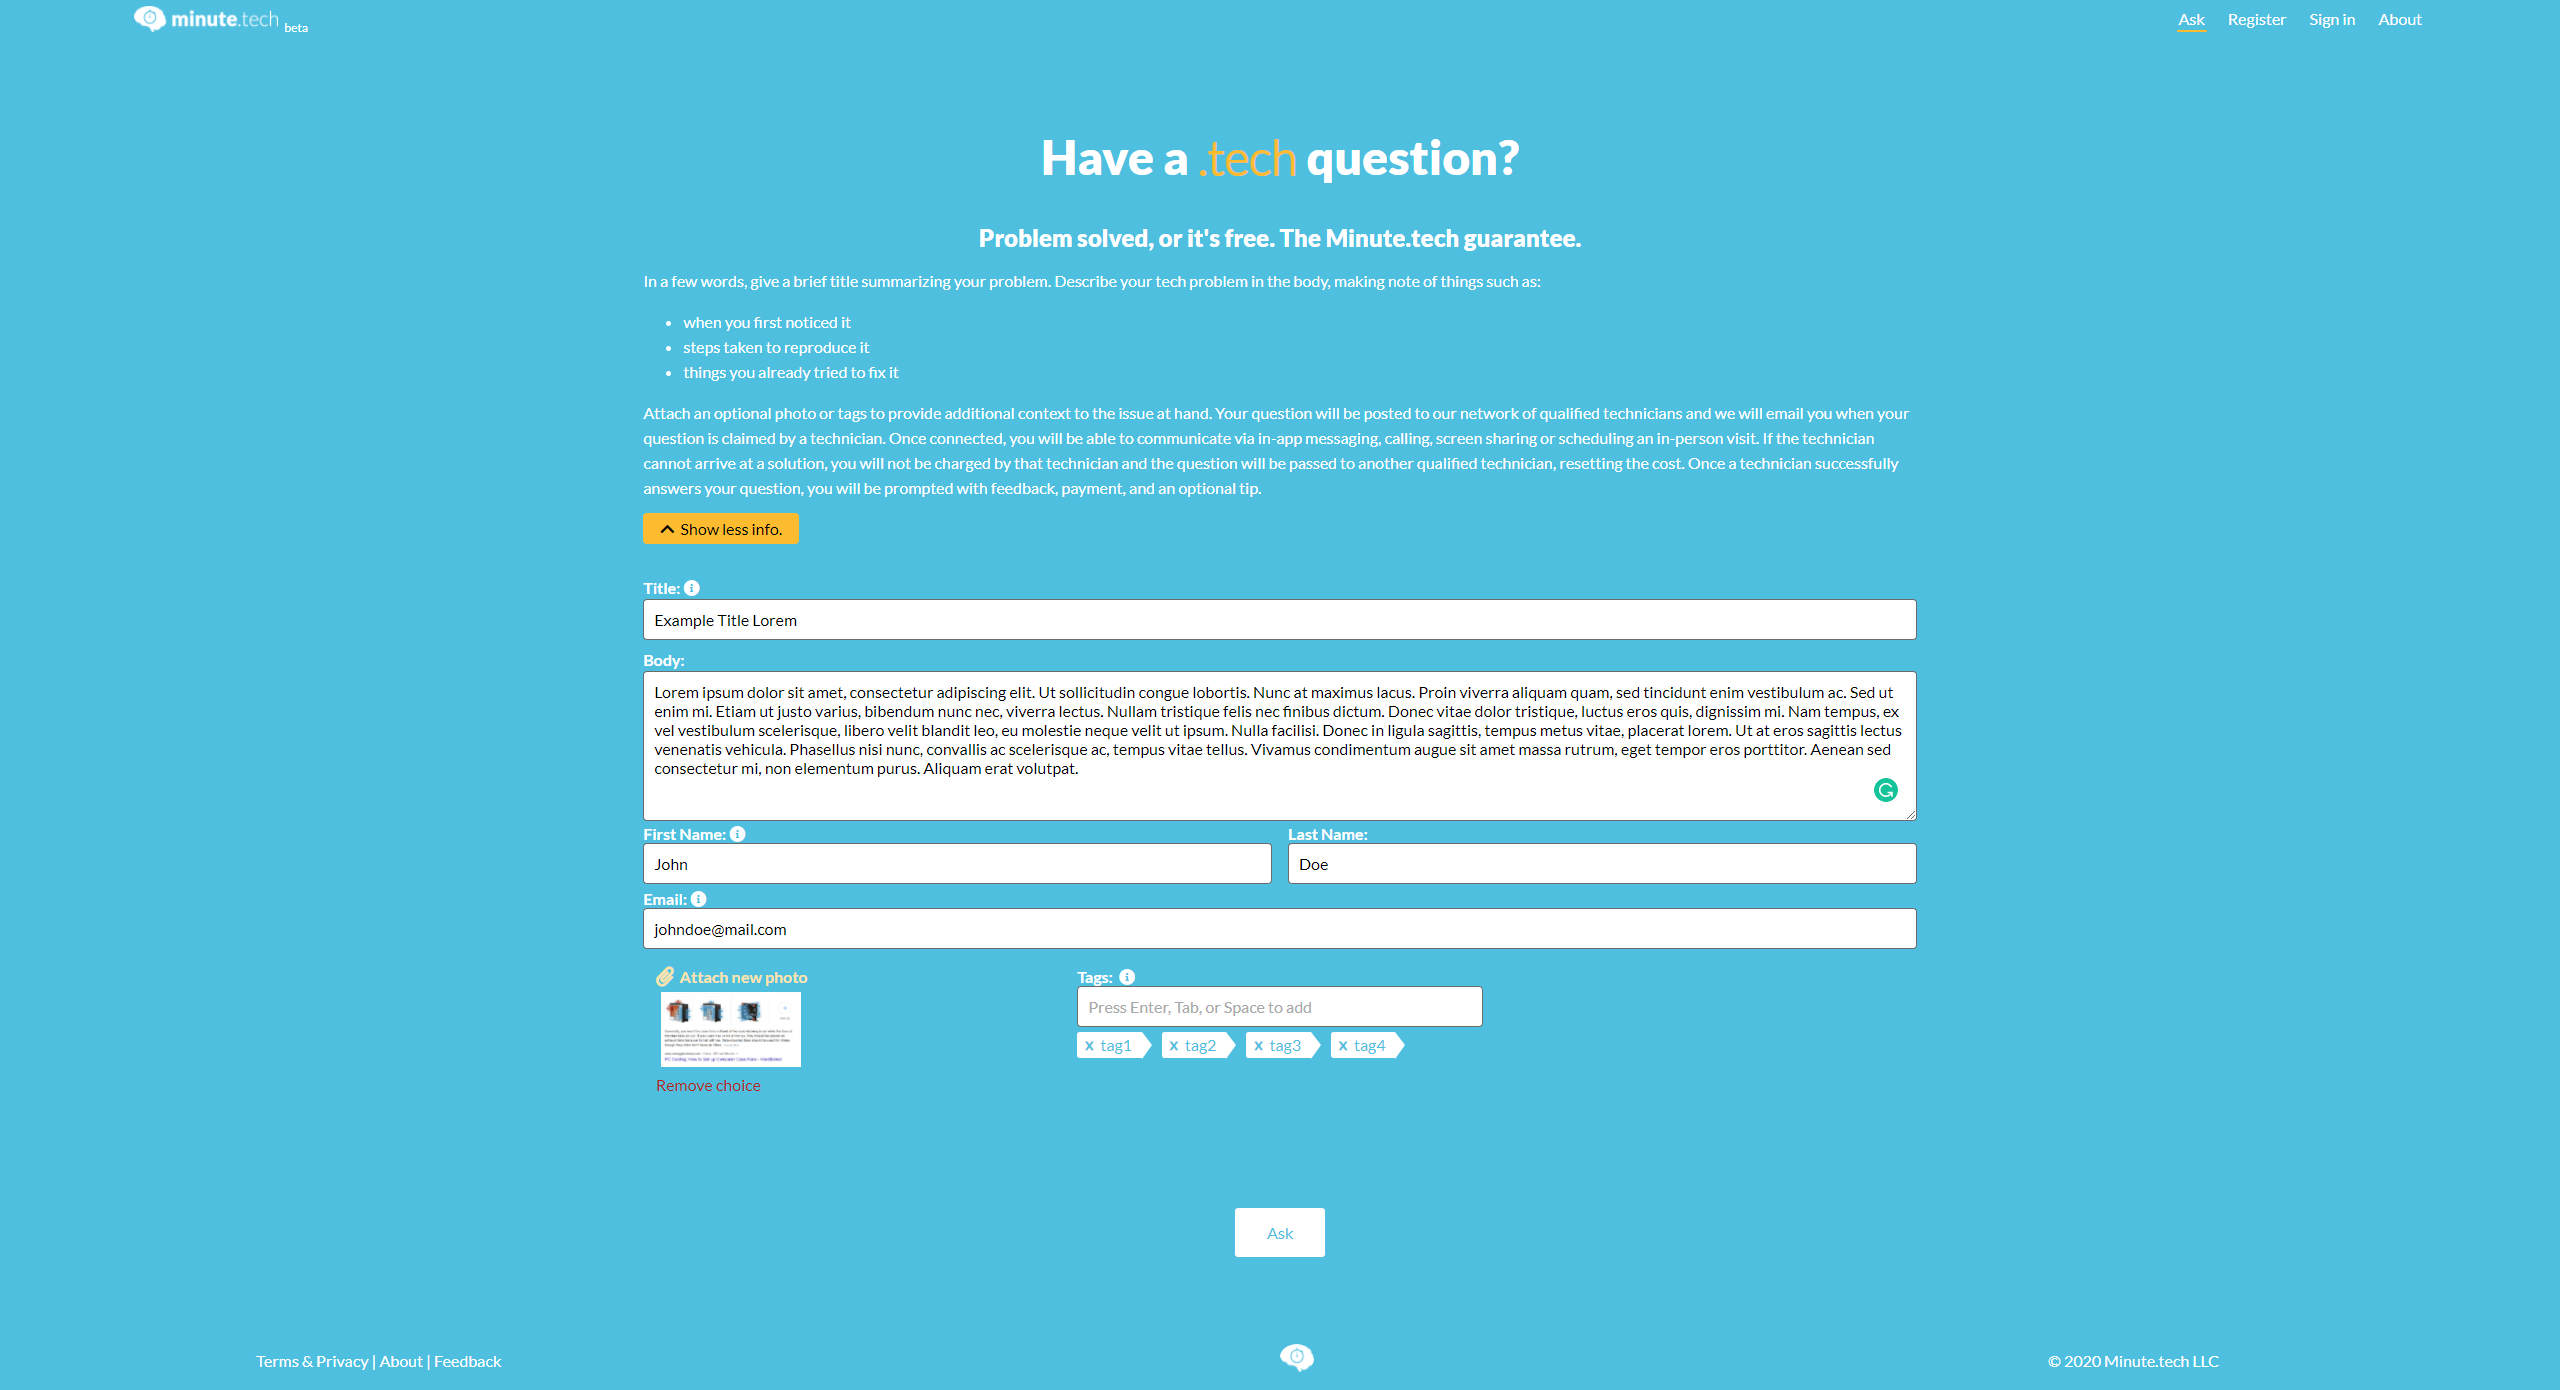 minute.tech beta
Ask Register Sign in About
Have a .tech question?
Problem solved, or it's free. The Minute.tech guarantee.
In a few words, give a brief title summarizing your problem. Describe your tech problem in the body, making note of things such as:
• when you first noticed it
• steps taken to reproduce it
• things you already tried to fix it
Attach an optional photo or tags to provide additional context to the issue at hand. Your question will be posted to our network of qualified technicians and we will email you when your
question is claimed by a technician. Once connected, you will be able to communicate via in-app messaging, calling, screen sharing or scheduling an in-person visit. If the technician
cannot arrive at a solution, you will not be charged by that technician and the question will be passed to another qualified technician, resetting the cost. Once a technician successfully
answers your question, you will be prompted with feedback, payment, and an optional tip.
Show less info.
Title:
Example Title Lorem
Body:
Lorem ipsum dolor sit amet, consectetur adipiscing elit. Ut sollicitudin congue lobortis. Nunc at maximus lacus. Proin viverra aliquam quam, sed tincidunt enim vestibulum ac. Sed ut
enim mi. Etiam ut justo varius, bibendum nunc nec, viverra lectus. Nullam tristique felis nec finibus dictum. Donec vitae dolor tristique, luctus eros quis, dignissim mi. Nam tempus, ex
vel vestibulum scelerisque, libero velit blandit leo, eu molestie neque velit ut ipsum. Nulla facilisi. Donec in ligula sagittis, tempus metus vitae, placerat lorem. Ut at eros sagittis lectus
venenatis vehicula. Phasellus nisi nunc, convallis ac scelerisque ac, tempus vitae tellus. Vivamus condimentum augue sit amet massa rutrum, eget tempor eros porttitor. Aenean sed
consectetur mi, non elementum purus. Aliquam erat volutpat.
First Name: Last Name:
John Doe
Email:
johndoe@mail.com
Attach new photo Tags:
Press Enter, Tab, or Space to add
x tag1 x tag2 x tag3 x tag4
Remove choice
Ask
Terms & Privacy | About | Feedback © 2020 Minute.tech LLC